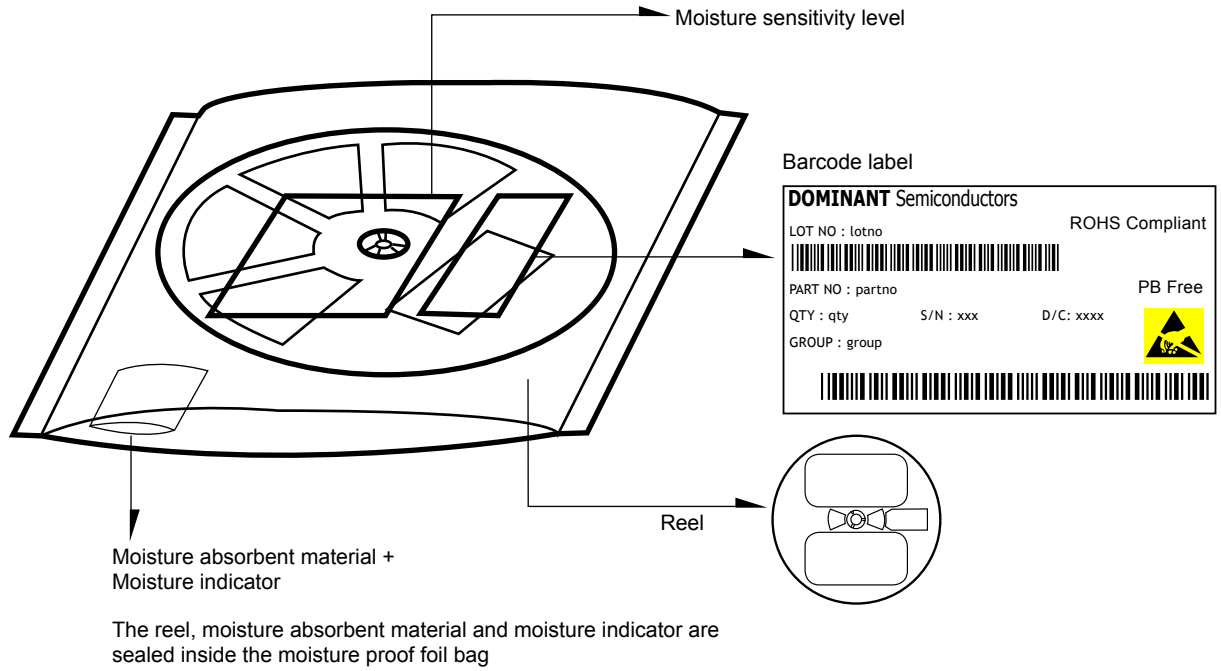 Moisture sensitivity level
Barcode label
DOMINANT Semiconductors
ROHS Compliant
LOT NO : lotno
PART NO : partno
PB Free
QTY : qty S/N : xxx D/C: xxxx
GROUP : group
Reel
Moisture absorbent material +
Moisture indicator
The reel, moisture absorbent material and moisture indicator are
sealed inside the moisture proof foil bag